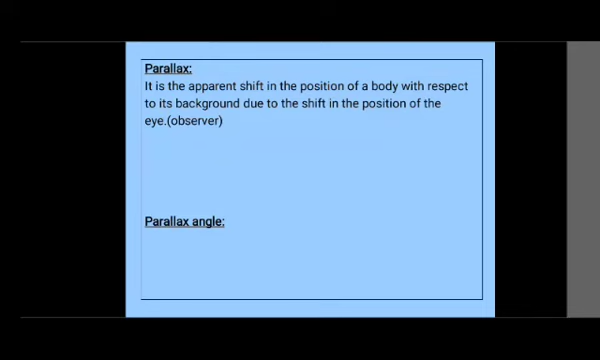 Parallax:
It is the apparent shift in the position of a body with respect
to its background due to the shift in the position of the
eye.(observer)
Parallax angle: